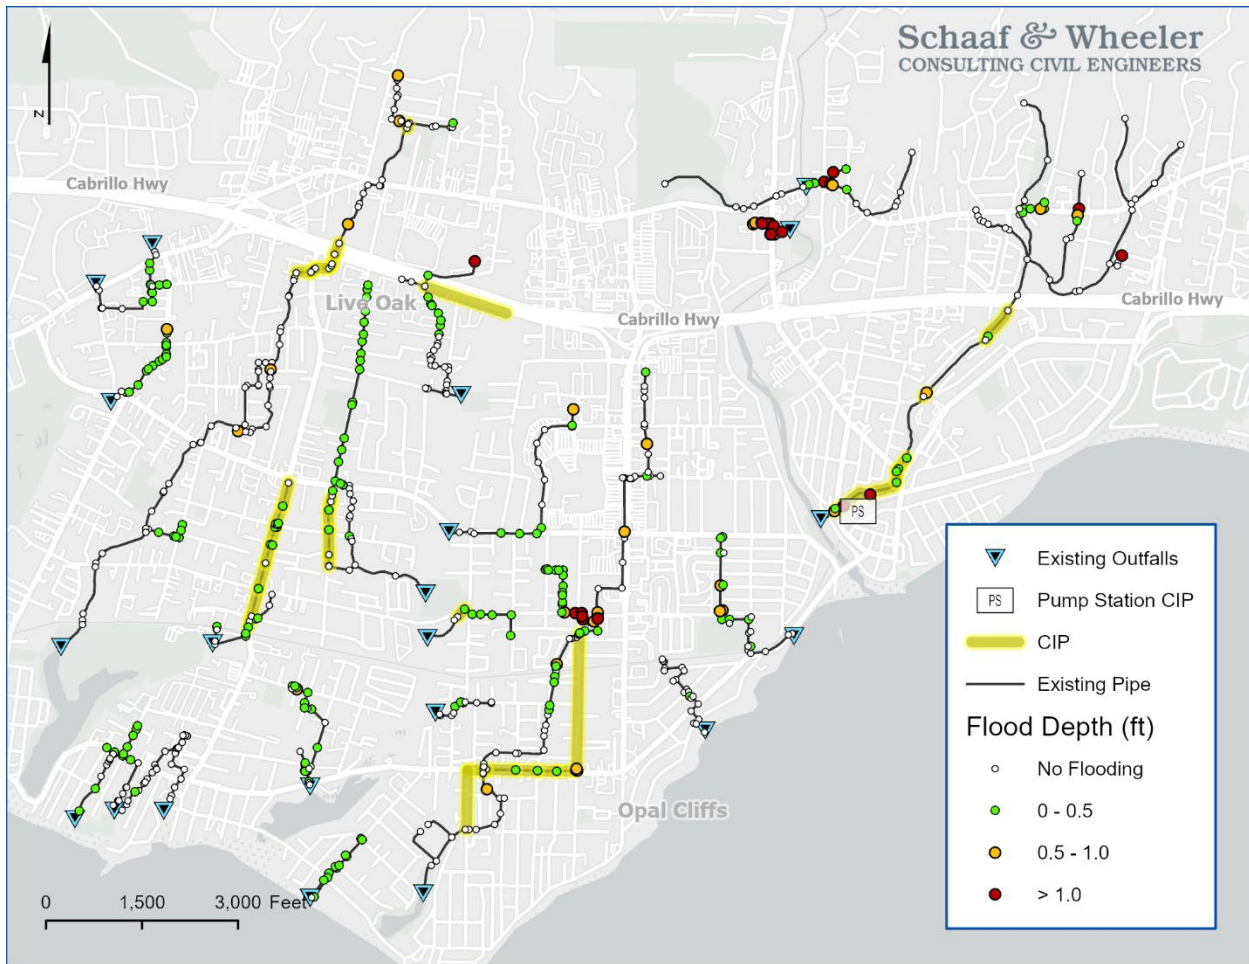 Schaaf & Wheeler
CONSULTING CIVIL ENGINEERS
N
Cabrillo Hwy
Live Oak
Cabrillo Hwy
Cabrillo Hwy
PS
Existing Outfalls
PS
Pump Station CIP
CIP
Existing Pipe
Flood Depth (ft)
No Flooding
0 - 0.5
0.5 - 1.0
> 1.0
Opal Cliffs
0 1,500 3,000 Feet